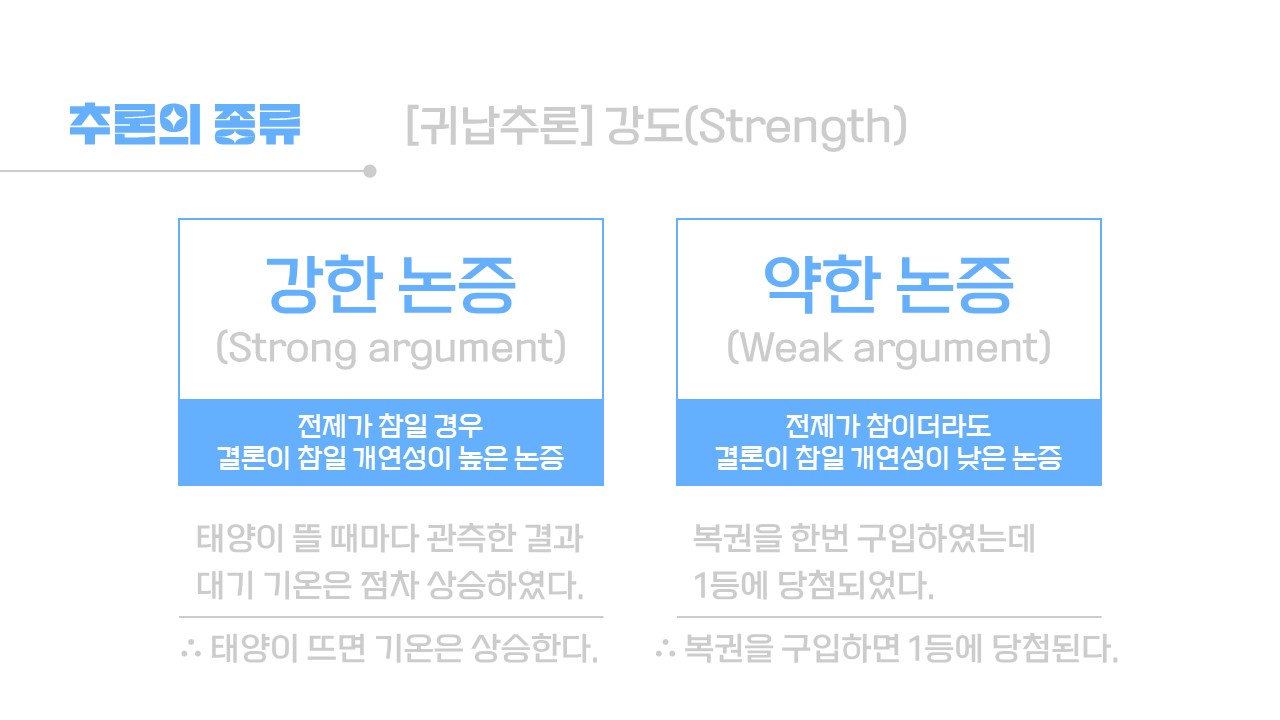 추론의 종류
[귀납추론] 강도(Strength)
강한 논증
(Strong argument)
전제가 참일 경우
결론이 참일 개연성이 높은 논증
태양이 뜰 때마다 관측한 결과
대기 기온은 점차 상승하였다.
∴ 태양이 뜨면 기온은 상승한다.
약한 논증
(Weak argument)
전제가 참이더라도
결론이 참일 개연성이 낮은 논증
복권을 한번 구입하였는데
1등에 당첨되었다.
∴ 복권을 구입하면 1등에 당첨된다.